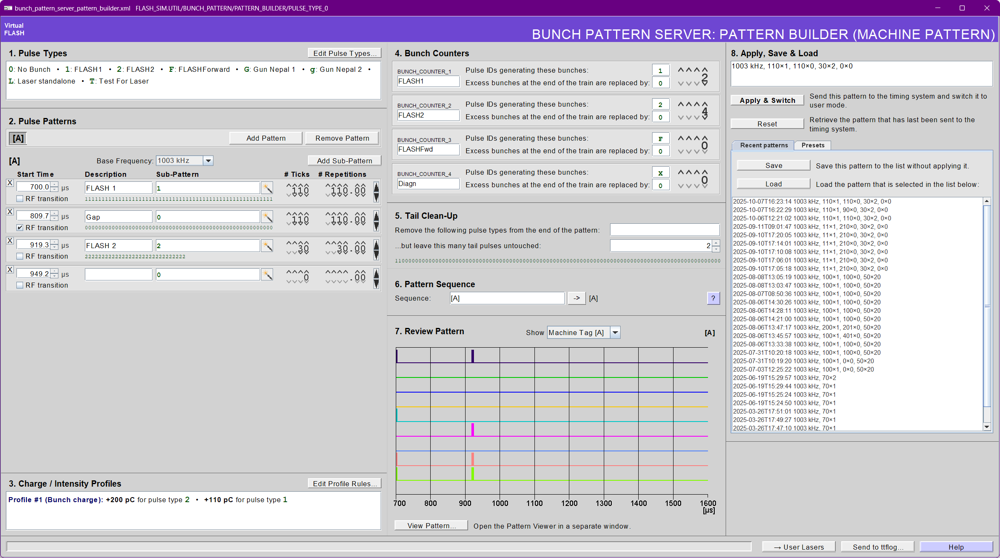 bunch_pattern_server_pattern_builder.xml FLASH_SIM.UTIL/BUNCH_PATTERN/PATTERN_BUILDER/PULSE_TYPE_0
Virtual
FLASH
BUNCH PATTERN SERVER: PATTERN BUILDER (MACHINE PATTERN)
1. Pulse Types
Edit Pulse Types...
0: No Bunch • 1: FLASH1 • 2: FLASH2 • F: FLASHForward • G: Gun Nepal 1 • g: Gun Nepal 2 •
L: Laser standalone • T: Test For Laser
2. Pulse Patterns
[A] Add Pattern Remove Pattern
[A] Base Frequency: 1003 kHz Add Sub-Pattern
Start Time Description Sub-Pattern # Ticks # Repetitions
X 700.0 µs FLASH 1 1 110 110.00
RF transition 11111111111111111111111111111111111111111111111111111111
X 809.7 µs Gap 0 110 110.00
RF transition 00000000000000000000000000000000000000000000000000000000
X 919.3 µs FLASH 2 2 30 30.00
RF transition 222222222222222222222222222222
X 949.2 µs 0 0 .00
RF transition
3. Charge / Intensity Profiles
Edit Profile Rules...
Profile #1 (Bunch charge): +200 pC for pulse type 2 • +110 pC for pulse type 1
4. Bunch Counters
BUNCH_COUNTER_1 Pulse IDs generating these bunches: 1
FLASH1 Excess bunches at the end of the train are replaced by: 0 2
BUNCH_COUNTER_2 Pulse IDs generating these bunches: 2
FLASH2 Excess bunches at the end of the train are replaced by: 0 4
BUNCH_COUNTER_3 Pulse IDs generating these bunches: F
FLASHFwd Excess bunches at the end of the train are replaced by: 0 0
BUNCH_COUNTER_4 Pulse IDs generating these bunches: X
Diagn Excess bunches at the end of the train are replaced by: 0 0
5. Tail Clean-Up
Remove the following pulse types from the end of the pattern:
...but leave this many tail pulses untouched: 2
6. Pattern Sequence
Sequence: [A] -> [A] ?
7. Review Pattern Show Machine Tag [A] [A]
700 800 900 1000 1100 1200 1300 1400 1500 1600
[µs]
View Pattern... Open the Pattern Viewer in a separate window.
8. Apply, Save & Load
1003 kHz, 110×1, 110×0, 30×2, 0×0
Apply & Switch Send this pattern to the timing system and switch it to
user mode.
Reset Retrieve the pattern that has last been sent to the
timing system.
Recent patterns Presets
Save Save this pattern to the list without applying it.
Load Load the pattern that is selected in the list below:
2025-10-07T16:23:14 1003 kHz, 110×1, 110×0, 30×2, 0×0
2025-10-07T16:22:29 1003 kHz, 110×1, 90×0, 30×2, 0×0
2025-10-06T12:21:02 1003 kHz, 110×1, 110×0, 30×2, 0×0
2025-09-11T09:01:47 1003 kHz, 11×1, 210×0, 30×2, 0×0
2025-09-10T17:20:05 1003 kHz, 11×1, 210×0, 30×2, 0×0
2025-09-10T17:14:01 1003 kHz, 11×1, 210×0, 30×2, 0×0
2025-09-10T17:10:08 1003 kHz, 11×1, 210×0, 30×2, 0×0
2025-09-10T17:06:01 1003 kHz, 11×1, 210×0, 30×2, 0×0
2025-09-10T17:05:18 1003 kHz, 11×1, 210×0, 30×2, 0×0
2025-08-08T13:05:19 1003 kHz, 100×1, 100×0, 50×20
2025-08-08T13:03:47 1003 kHz, 100×1, 100×0, 50×20
2025-08-07T08:50:36 1003 kHz, 100×1, 100×0, 50×20
2025-08-06T14:30:26 1003 kHz, 100×1, 100×0, 50×20
2025-08-06T14:28:11 1003 kHz, 100×1, 100×0, 50×20
2025-08-06T14:21:00 1003 kHz, 100×1, 100×0, 50×20
2025-08-06T13:47:17 1003 kHz, 200×1, 201×0, 50×20
2025-08-06T13:45:57 1003 kHz, 100×1, 401×0, 50×20
2025-08-06T13:33:38 1003 kHz, 100×1, 100×0, 50×20
2025-07-31T10:20:18 1003 kHz, 100×1, 100×0, 50×20
2025-07-31T10:19:20 1003 kHz, 100×1, 0×0, 50×20
2025-07-03T12:25:22 1003 kHz, 100×1, 0×0, 50×20
2025-06-19T15:29:57 1003 kHz, 70×2
2025-06-19T15:29:44 1003 kHz, 70×1
2025-06-19T15:25:24 1003 kHz, 70×1
2025-06-19T15:24:50 1003 kHz, 70×1
2025-03-26T17:51:01 1003 kHz, 70×1
2025-03-26T17:49:27 1003 kHz, 70×1
2025-03-26T17:47:10 1003 kHz, 70×1
→ User Lasers Send to ttflog... Help